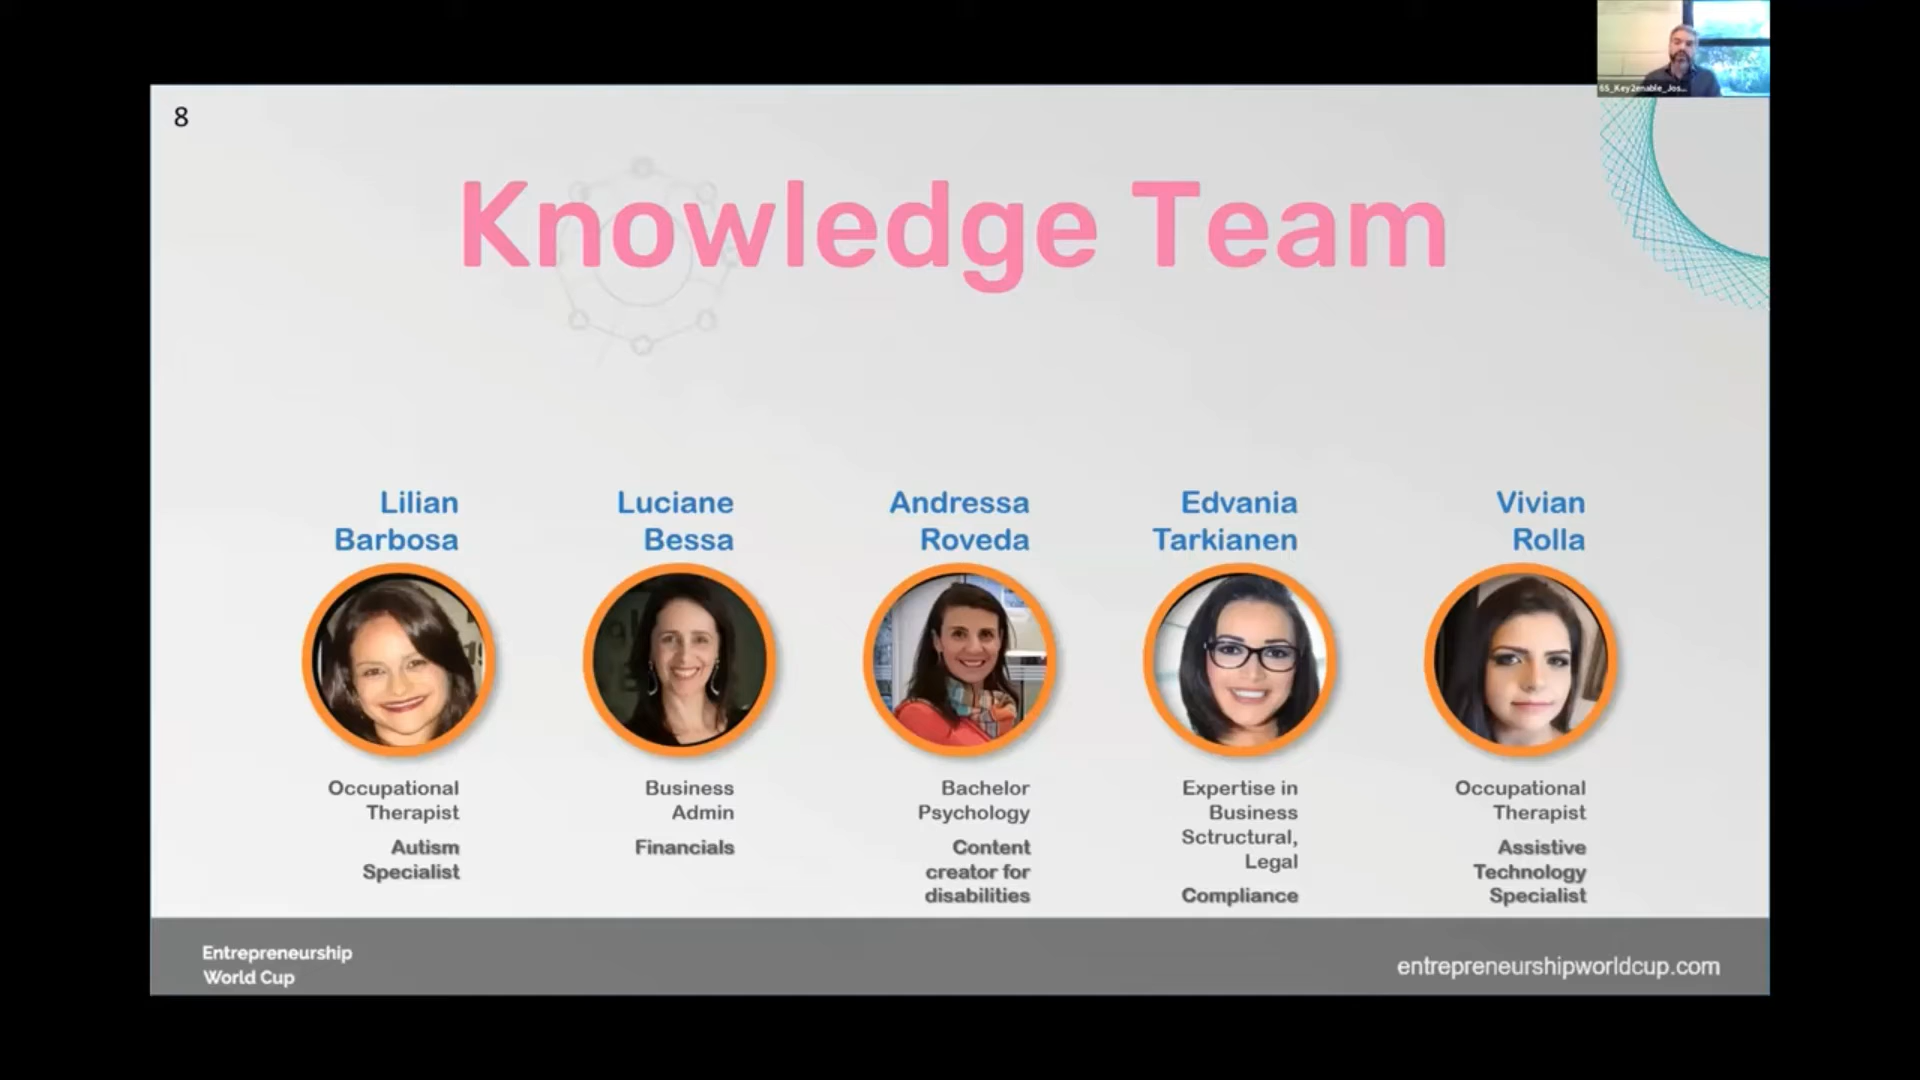 65_Key2enable_Jos...
8
Knowledge Team
Lilian
Barbosa
Luciane
Bessa
Andressa
Roveda
Edvania
Tarkianen
Vivian
Rolla
Occupational
Therapist
Autism
Specialist
Business
Admin
Financials
Bachelor
Psychology
Content
creator for
disabilities
Expertise in
Business
Sctructural,
Legal
Compliance
Occupational
Therapist
Assistive
Technology
Specialist
Entrepreneurship
World Cup
entrepreneurshipworldcup.com